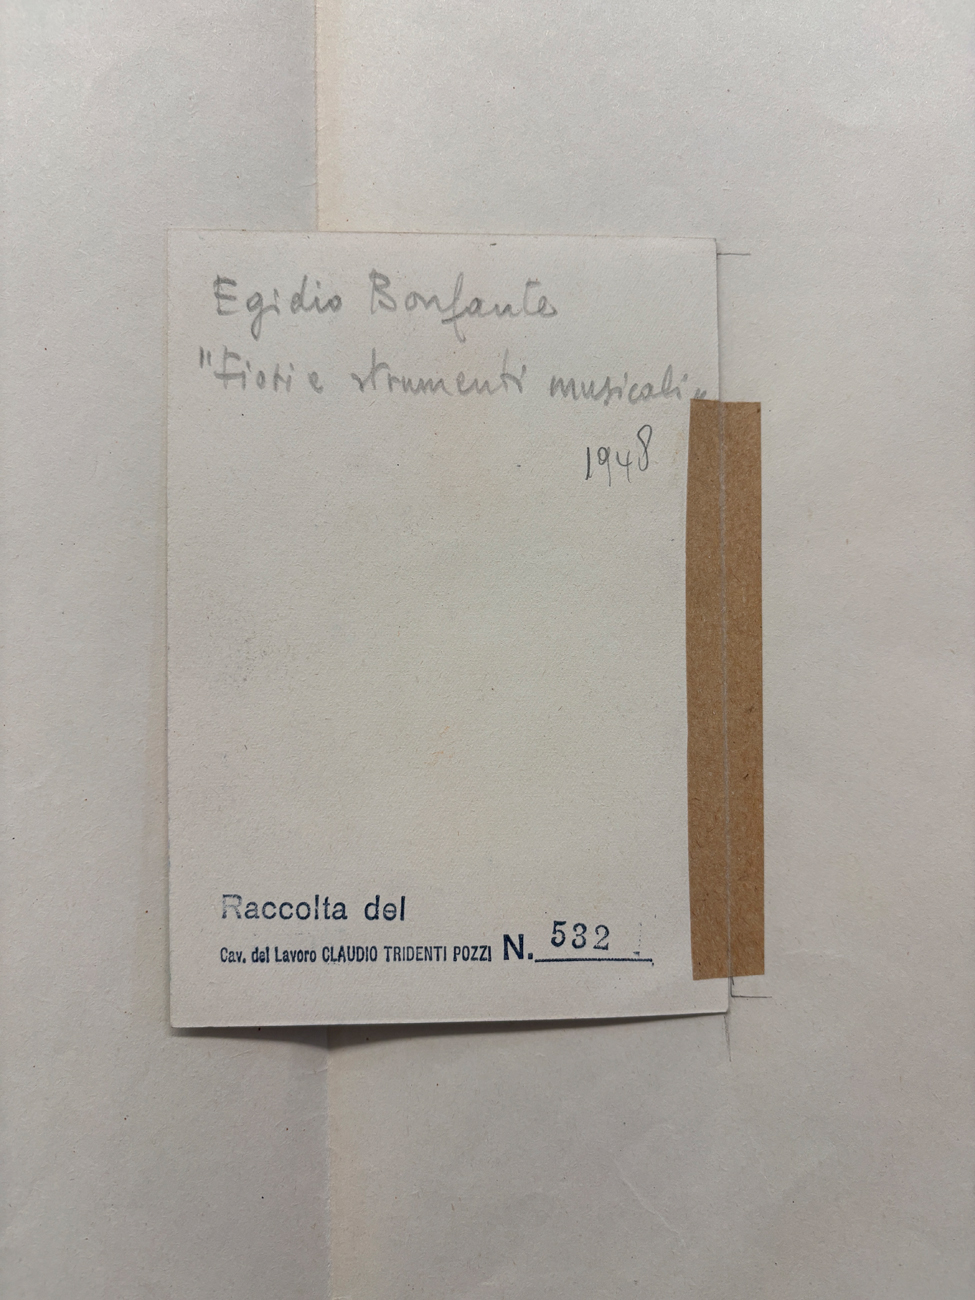 Egidio Bonfante
"Fiori e strumenti musicali"
1948
Raccolta del
Cav. del Lavoro CLAUDIO TRIDENTI POZZI N. 532